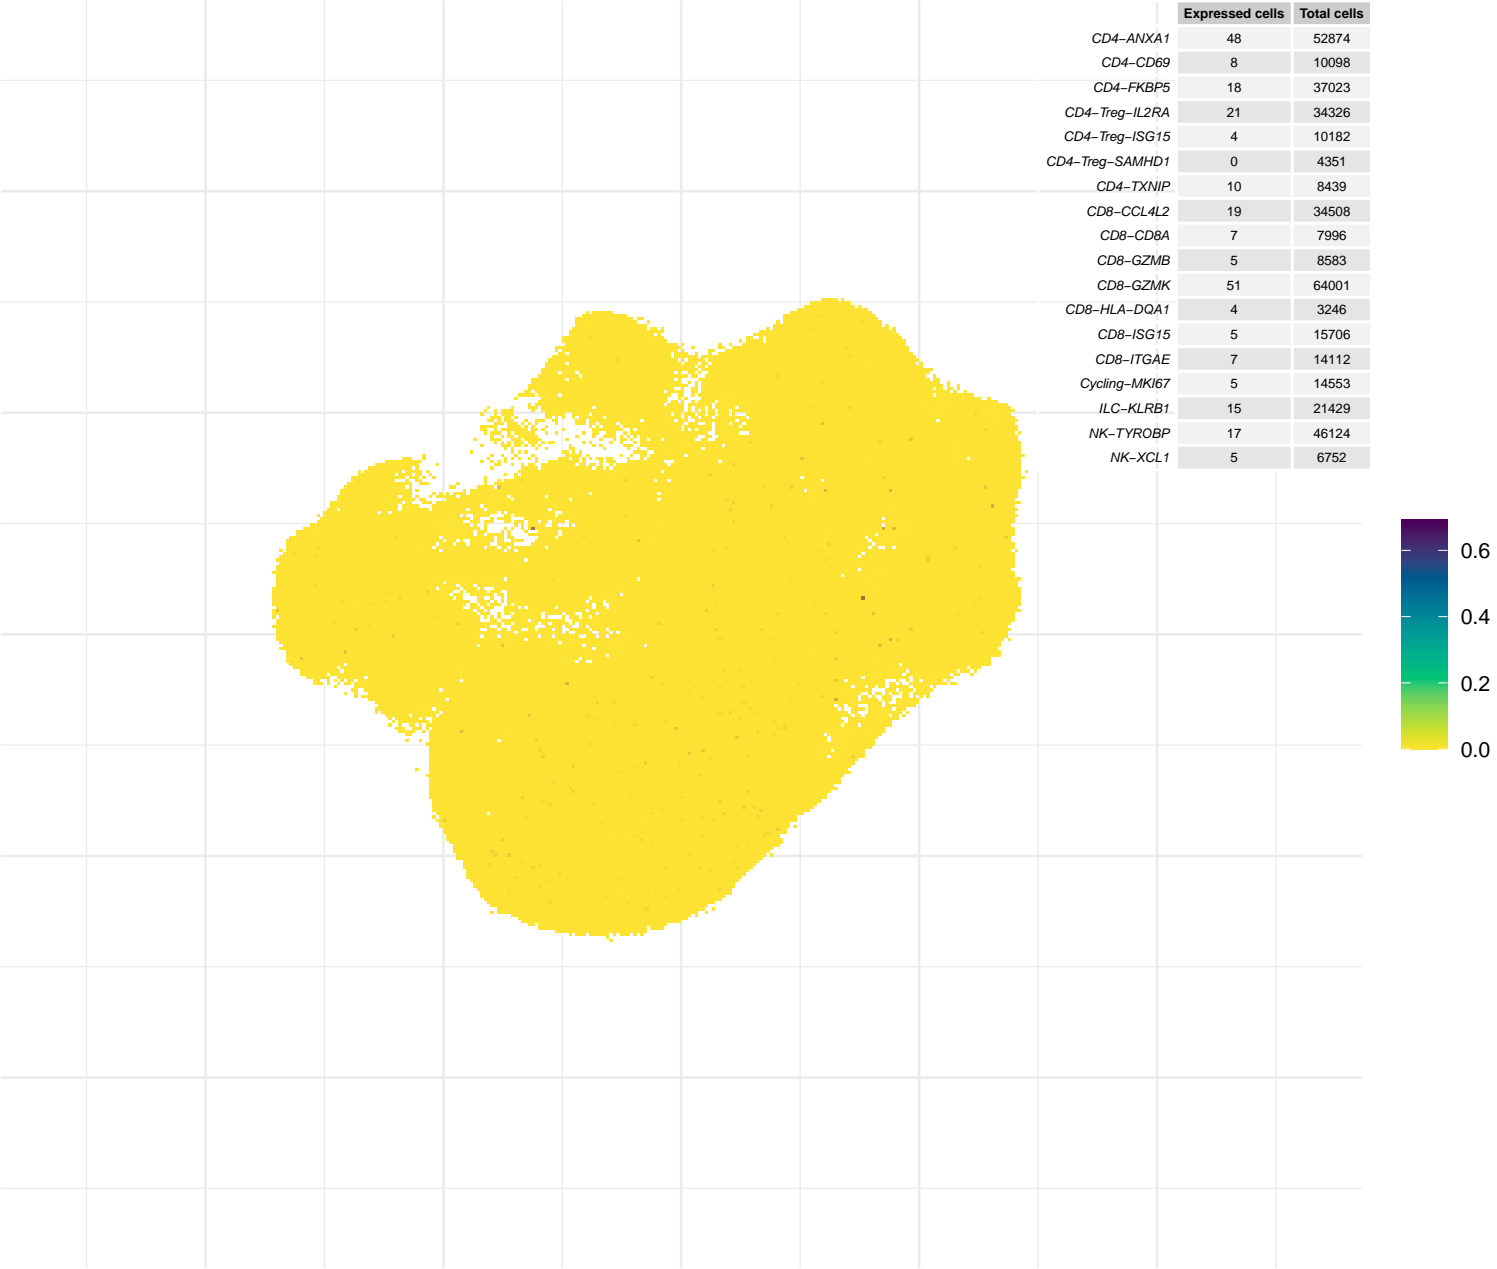 Expressed cells Total cells
CD4−ANXA1 48 52874
CD4−CD69 8 10098
CD4−FKBP5 18 37023
CD4−Treg−IL2RA 21 34326
CD4−Treg−ISG15 4 10182
CD4−Treg−SAMHD1 0 4351
CD4−TXNIP 10 8439
CD8−CCL4L2 19 34508
CD8−CD8A 7 7996
CD8−GZMB 5 8583
CD8−GZMK 51 64001
CD8−HLA−DQA1 4 3246
CD8−ISG15 5 15706
CD8−ITGAE 7 14112
Cycling−MKI67 5 14553
ILC−KLRB1 15 21429
NK−TYROBP 17 46124
NK−XCL1 5 6752
0.6
0.4
0.2
0.0